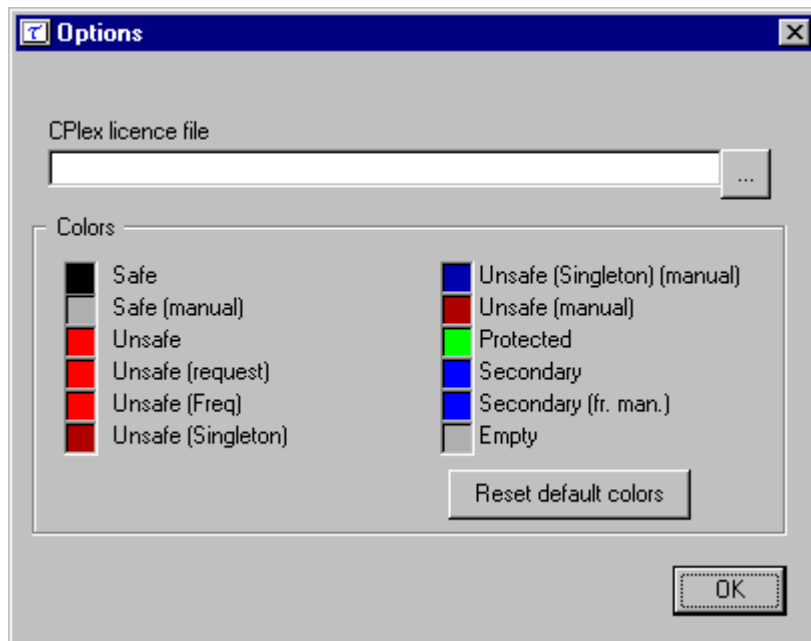 τ Options
CPlex licence file
...
Colors
Safe
Safe (manual)
Unsafe
Unsafe (request)
Unsafe (Freq)
Unsafe (Singleton)
Unsafe (Singleton) (manual)
Unsafe (manual)
Protected
Secondary
Secondary (fr. man.)
Empty
Reset default colors
OK